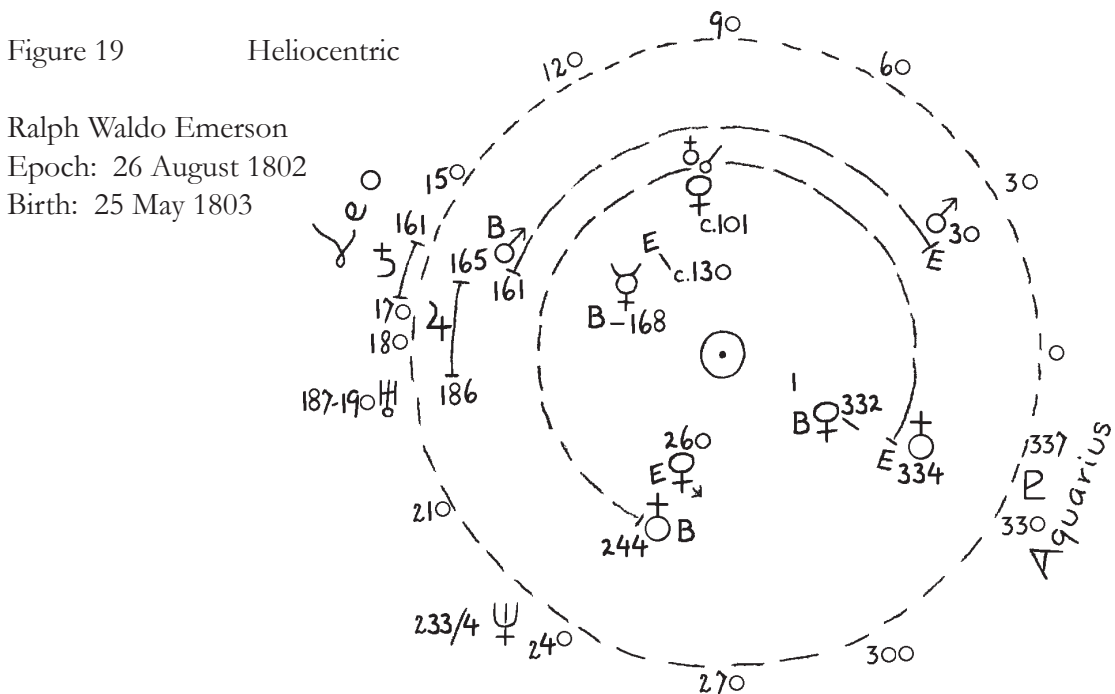 Figure 19 Heliocentric
Ralph Waldo Emerson
Epoch: 26 August 1802
Birth: 25 May 1803
90
120
60
150
30
Leo
161
♄
170
165
♃
186
B ♂
161
♂ 30
E
♀
c.101
E
c.130
☿
B - 168
180
0
187-190 ♅
1
B ♀ 332
E 334
337
P
330
Aquarius
260
E ♀
244 B
210
233/4 ♆
240
300
270